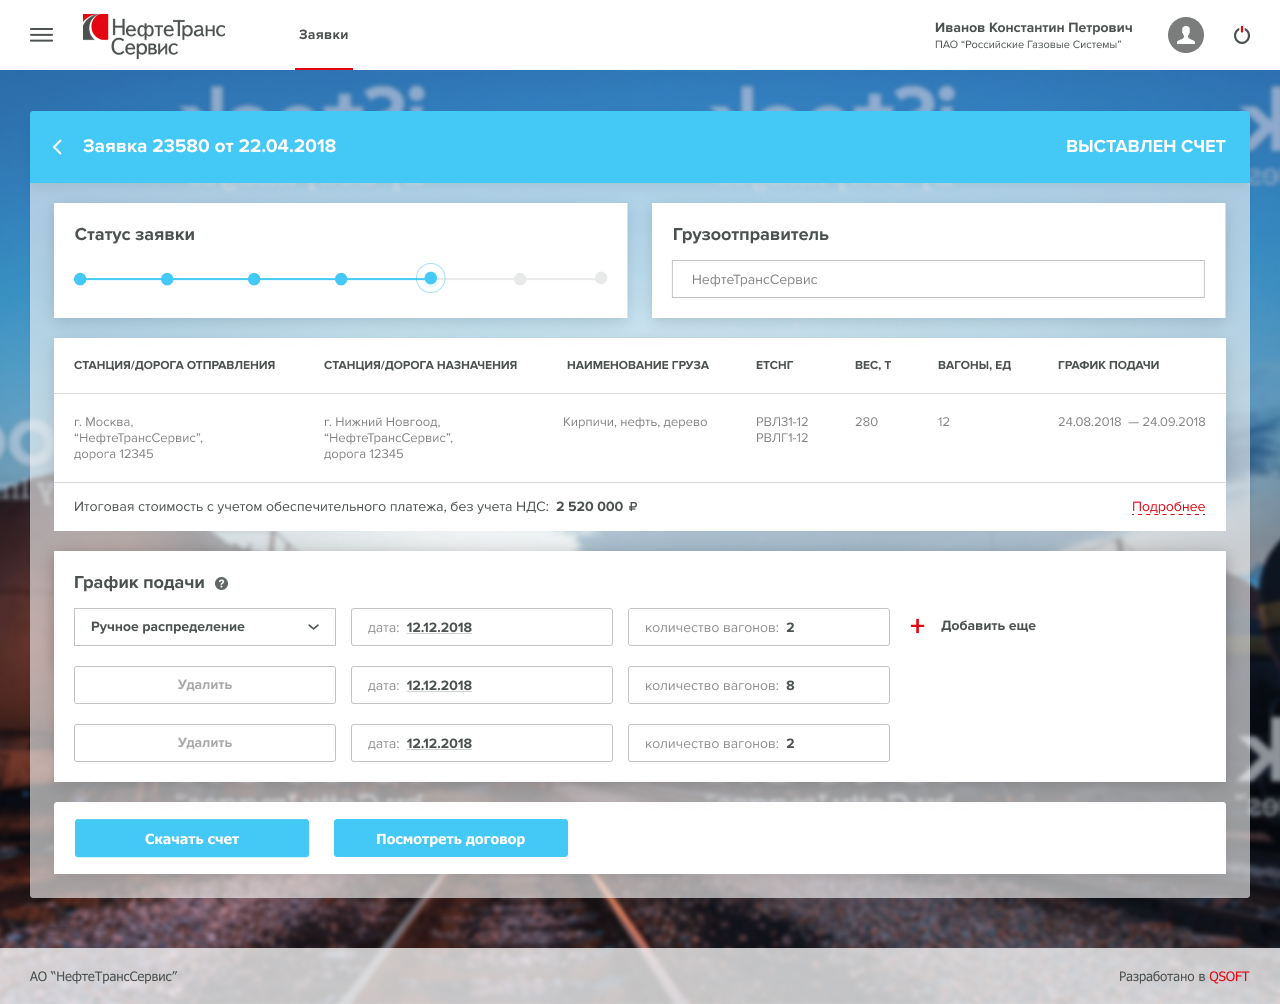 НефтеТранс
Сервис
Заявки
Иванов Константин Петрович
ПАО “Российские Газовые Системы”
Заявка 23580 от 22.04.2018
ВЫСТАВЛЕН СЧЕТ
Статус заявки
Грузоотправитель
НефтеТрансСервис
СТАНЦИЯ/ДОРОГА ОТПРАВЛЕНИЯ СТАНЦИЯ/ДОРОГА НАЗНАЧЕНИЯ НАИМЕНОВАНИЕ ГРУЗА ЕТСНГ ВЕС, Т ВАГОНЫ, ЕД ГРАФИК ПОДАЧИ
г. Москва, г. Нижний Новгоод, Кирпичи, нефть, дерево РВЛЗ1-12 280 12 24.08.2018 — 24.09.2018
“НефтеТрансСервис”, “НефтеТрансСервис”, РВЛГ1-12
дорога 12345 дорога 12345
Итоговая стоимость с учетом обеспечительного платежа, без учета НДС: 2 520 000 ₽ Подробнее
График подачи ?
Ручное распределение дата: 12.12.2018 количество вагонов: 2 + Добавить еще
Удалить дата: 12.12.2018 количество вагонов: 8
Удалить дата: 12.12.2018 количество вагонов: 2
Скачать счет Посмотреть договор
АО “НефтеТрансСервис” Разработано в QSOFT